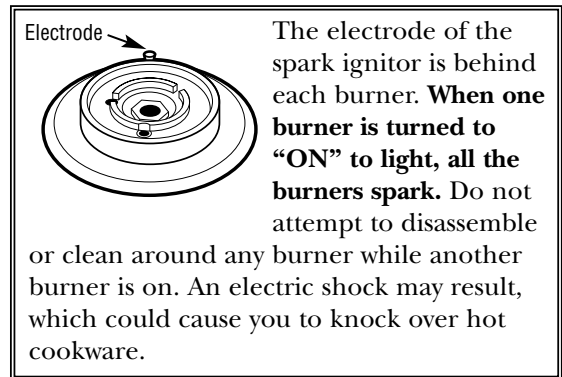 Electrode
The electrode of the
spark ignitor is behind
each burner. When one
burner is turned to
“ON” to light, all the
burners spark. Do not
attempt to disassemble
or clean around any burner while another
burner is on. An electric shock may result,
which could cause you to knock over hot
cookware.